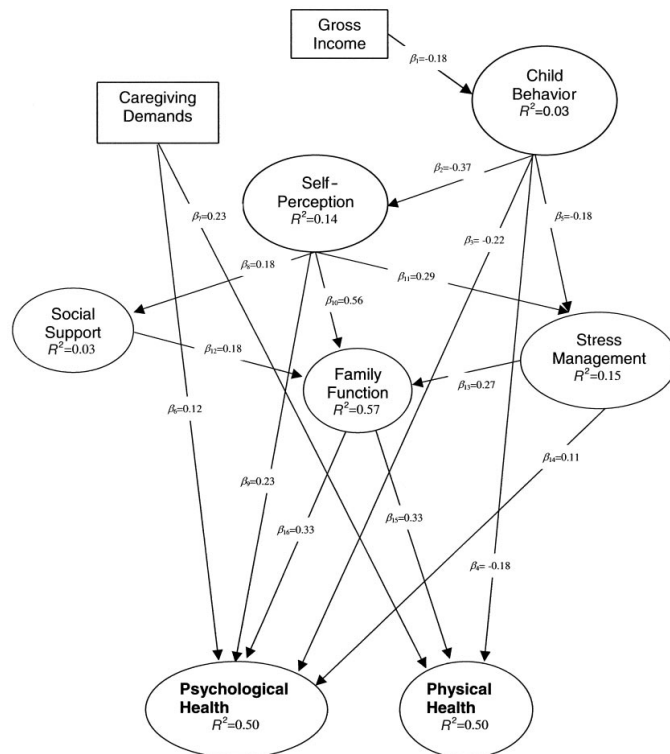 Gross
Income
β1=-0.18
Child
Behavior
R²=0.03
Caregiving
Demands
β2=-0.37
Self-
Perception
R²=0.14
β7=0.23
β3= -0.22
β5=-0.18
β8=0.18
β11=0.29
β10=0.56
Social
Support
R²=0.03
Stress
Management
R²=0.15
β12=0.18
Family
Function
R²=0.57
β13=0.27
β6=0.12
β14=0.11
β9=0.23
β16=0.33
β15=0.33
β4= -0.18
Psychological
Health
R²=0.50
Physical
Health
R²=0.50